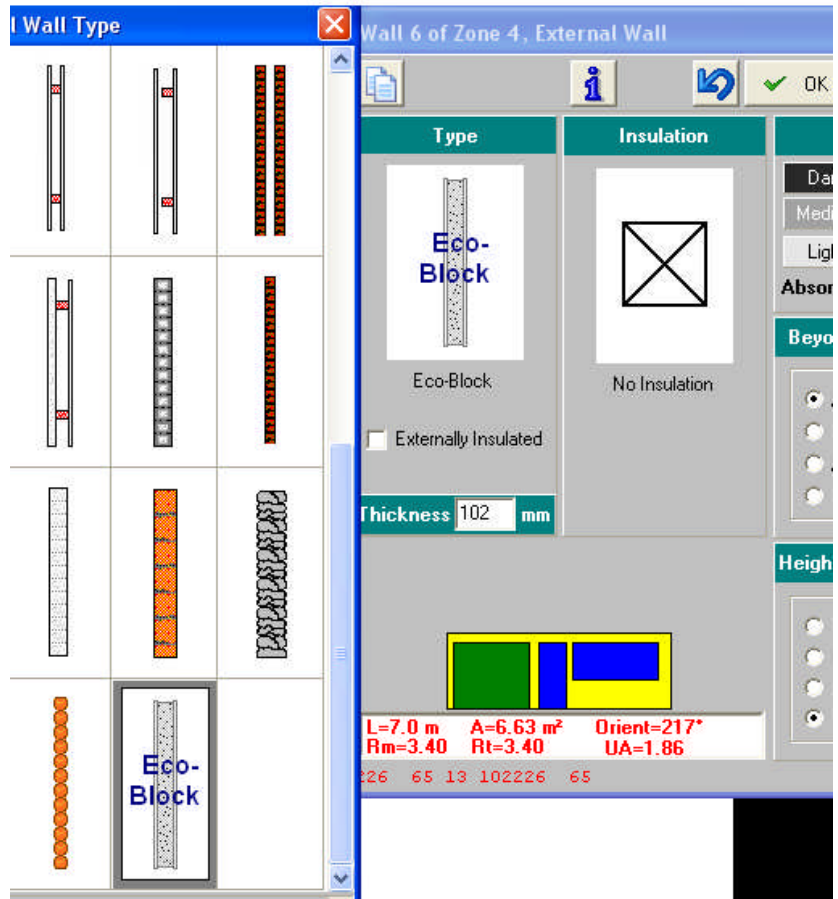 l Wall Type
Eco-
Block
Wall 6 of Zone 4, External Wall
OK
Type
Insulation
Eco-
Block
Eco-Block
No Insulation
Externally Insulated
Thickness 102 mm
Dar
Medi
Ligh
Absor
Beyo
Heigh
L=7.0 m A=6.63 m² Orient=217°
Rm=3.40 Rt=3.40 UA=1.86
226 65 13 102226 65